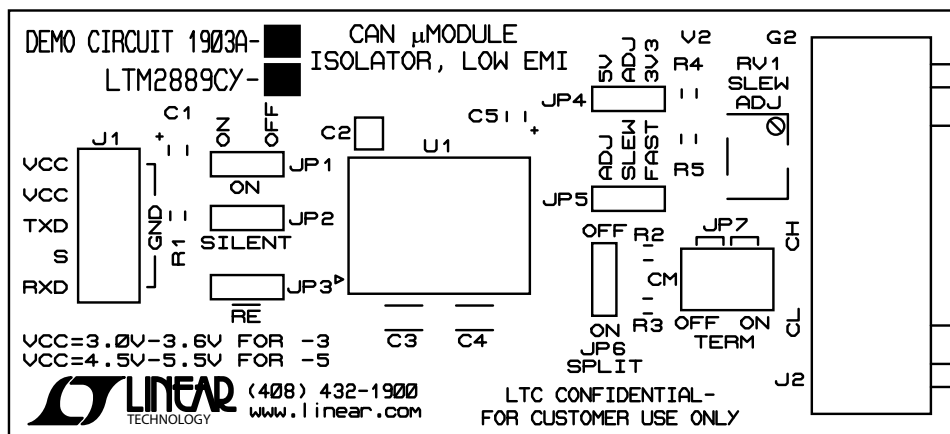 DEMO CIRCUIT 1903A-
LTM2889CY-
CAN µMODULE
ISOLATOR, LOW EMI
5V
ADJ
3V3
V2
R4
G2
RV1
SLEW
ADJ
JP4
C1
+
ON
OFF
C2
C5
+
J1
VCC
VCC
TXD
S
RXD
GND
R1
JP1
ON
JP2
SILENT
JP3
RE
U1
ADJ
SLEW
FAST
R5
JP5
OFF
R2
CM
R3
ON
JP6
SPLIT
JP7
OFF ON
TERM
CH
CL
J2
C3
C4
VCC=3.0V-3.6V FOR -3
VCC=4.5V-5.5V FOR -5
LT LINEAR
TECHNOLOGY
(408) 432-1900
www.linear.com
LTC CONFIDENTIAL-
FOR CUSTOMER USE ONLY